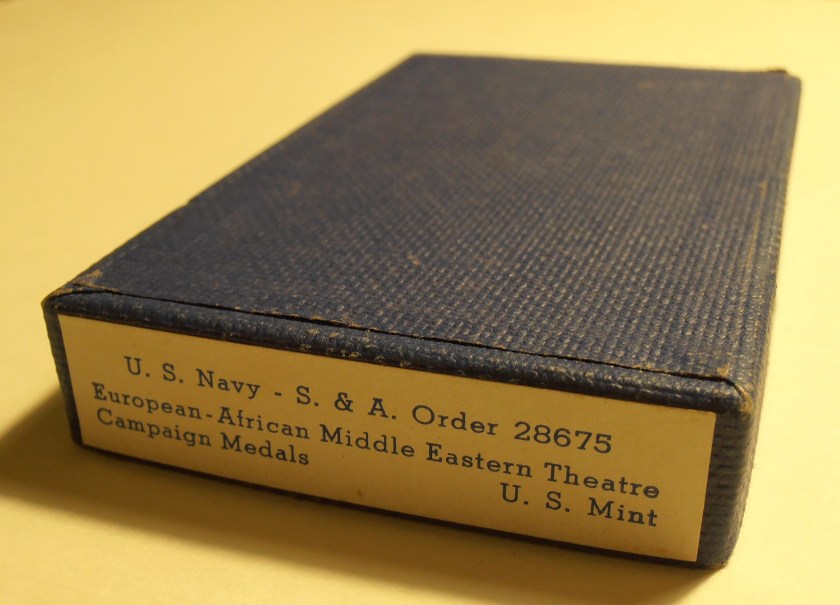 U. S. Navy - S. & A. Order 28675
European-African Middle Eastern Theatre
Campaign Medals
U. S. Mint